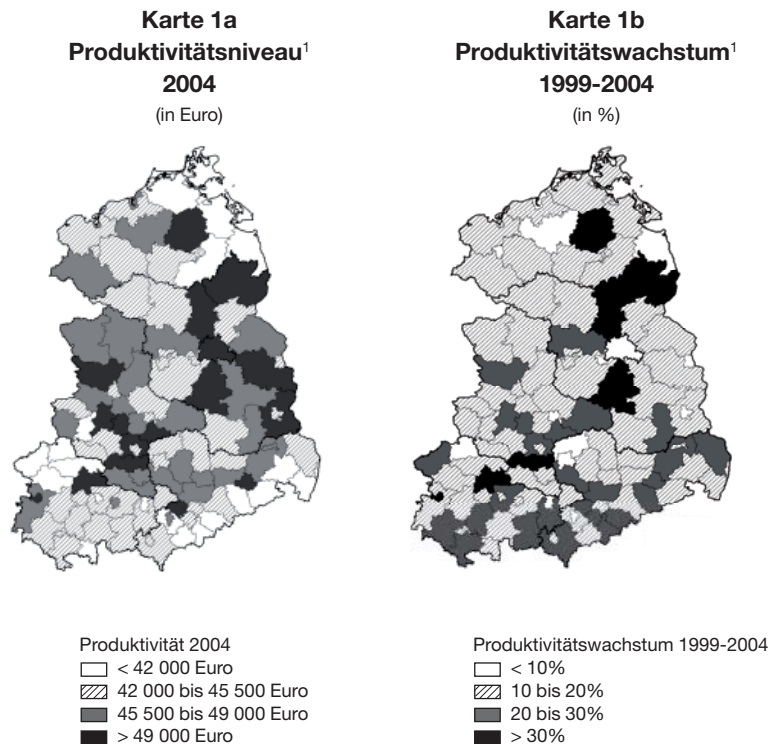 Karte 1a
Produktivitätsniveau¹
2004
(in Euro)
Karte 1b
Produktivitätswachstum¹
1999-2004
(in %)
Produktivität 2004
< 42 000 Euro
42 000 bis 45 500 Euro
45 500 bis 49 000 Euro
> 49 000 Euro
Produktivitätswachstum 1999-2004
< 10%
10 bis 20%
20 bis 30%
> 30%